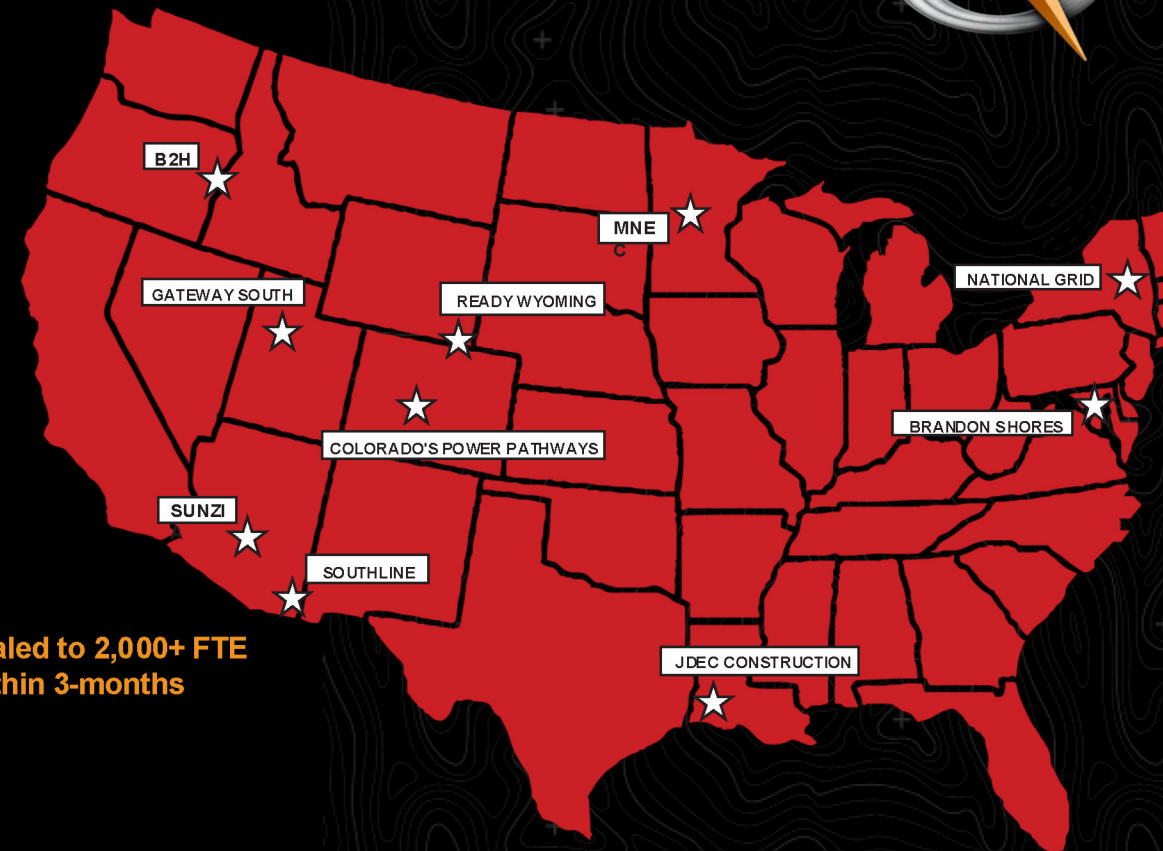 B2H
MNE
C
NATIONAL GRID
GATEWAY SOUTH
READY WYOMING
BRANDON SHORES
COLORADO'S POWER PATHWAYS
SUNZI
A
SOUTHLINE
aled to 2,000+ FTE
thin 3-months
JDEC CONSTRUCTION